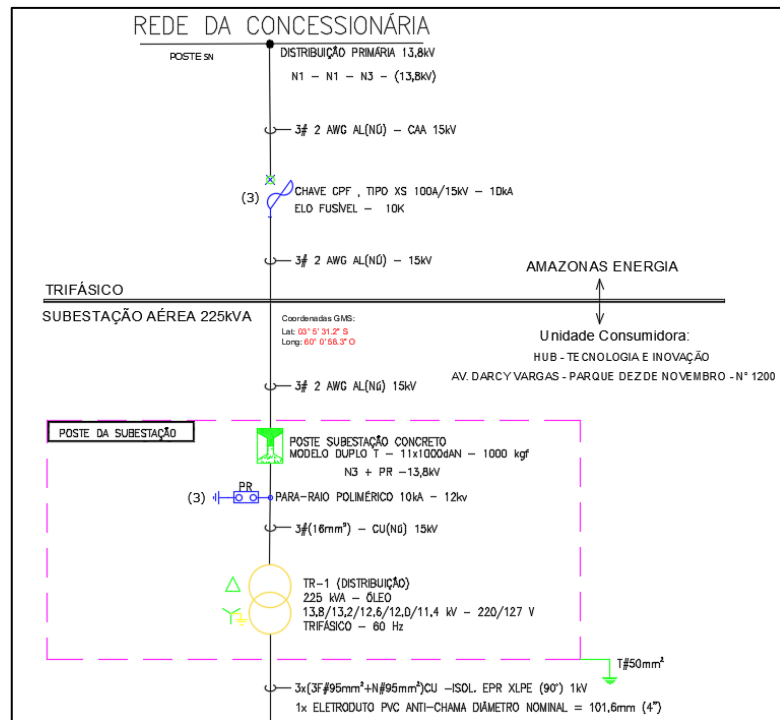 REDE DA CONCESSIONÁRIA
POSTE SN
DISTRIBUIÇÃO PRIMÁRIA 13,8kV
N1 - N1 - N3 - (13,8kV)
3# 2 AWG AL(NÚ) - CAA 15kV
(3)
CHAVE CPF , TIPO XS 100A/15kV - 10kA
ELO FUSÍVEL - 10K
3# 2 AWG AL(NÚ) - 15kV
AMAZONAS ENERGIA
TRIFÁSICO
SUBESTAÇÃO AÉREA 225kVA
Coordenadas GMS:
Lat: 03° 5' 31.2" S
Long: 60° 0' 56.3" O
Unidade Consumidora:
HUB - TECNOLOGIA E INOVAÇÃO
AV. DARCY VARGAS - PARQUE DEZ DE NOVEMBRO - N° 1200
3# 2 AWG AL(NÚ) 15kV
POSTE DA SUBESTAÇÃO
POSTE SUBESTAÇÃO CONCRETO
MODELO DUPLO T - 11x1000dAN - 1000 kgf
N3 + PR -13,8kV
(3)
PR
PARA-RAIO POLIMÉRICO 10kA - 12kv
3#(16mm²) - CU(NÚ) 15kV
TR-1 (DISTRIBUIÇÃO)
225 kVA - ÓLEO
13.8/13.2/12.6/12.0/11.4 kV - 220/127 V
TRIFÁSICO - 60 Hz
T#50mm²
3x(3F#95mm²+N#95mm²)CU -ISOL. EPR XLPE (90°) 1kV
1x ELETRODUTO PVC ANTI-CHAMA DIÂMETRO NOMINAL = 101,6mm (4")